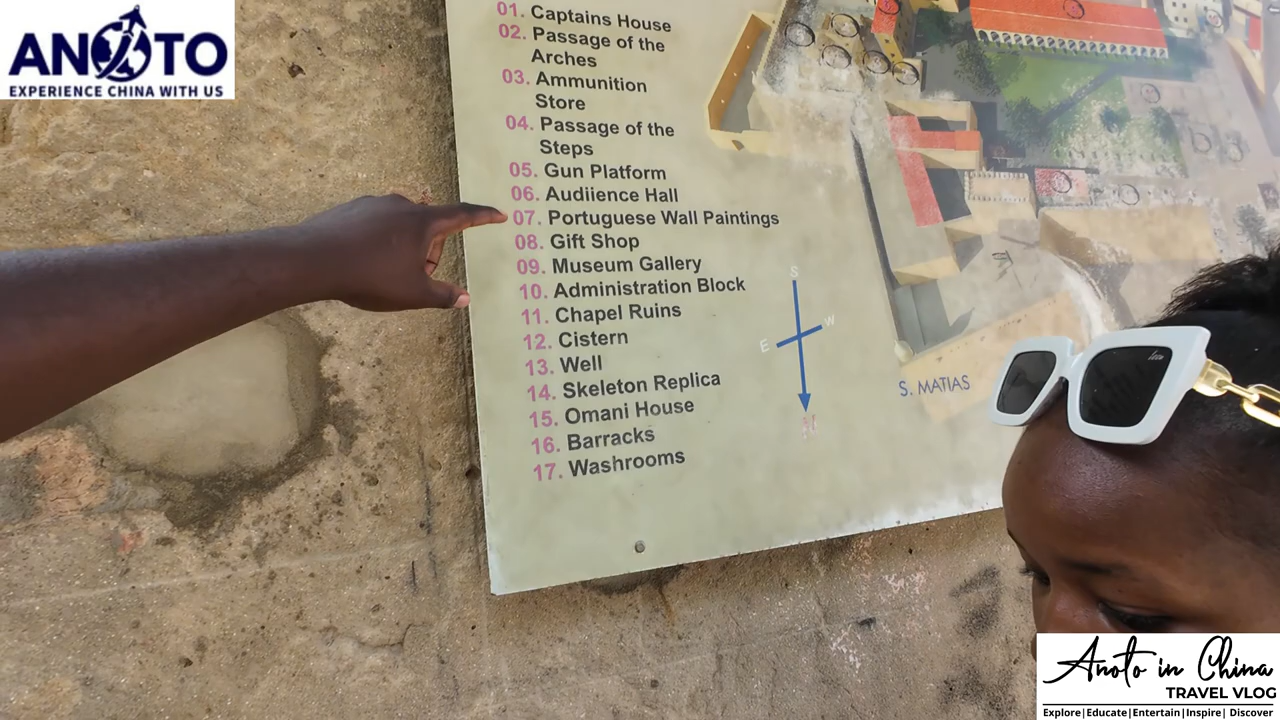 ANOTO
EXPERIENCE CHINA WITH US
01. Captains House
02. Passage of the
Arches
03. Ammunition
Store
04. Passage of the
Steps
05. Gun Platform
06. Audiience Hall
07. Portuguese Wall Paintings
08. Gift Shop
09. Museum Gallery
10. Administration Block
11. Chapel Ruins
12. Cistern
13. Well
14. Skeleton Replica
15. Omani House
16. Barracks
17. Washrooms
S
E W
N
S. MATIAS
Anoto in China
TRAVEL VLOG
Explore|Educate|Entertain|Inspire| Discover